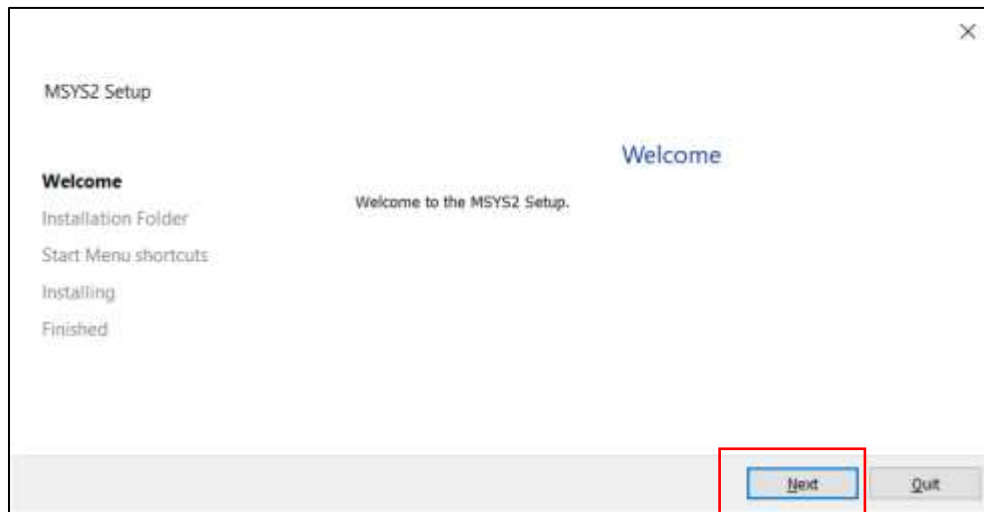 MSYS2 Setup
Welcome
Welcome
Installation Folder
Start Menu shortcuts
Installing
Finished
Welcome to the MSYS2 Setup.
Next
Quit